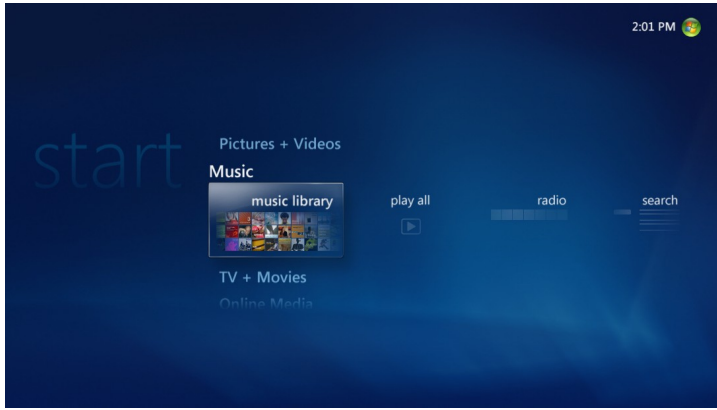 2:01 PM
start
Pictures + Videos
Music
music library
play all
radio
search
TV + Movies
Online Media